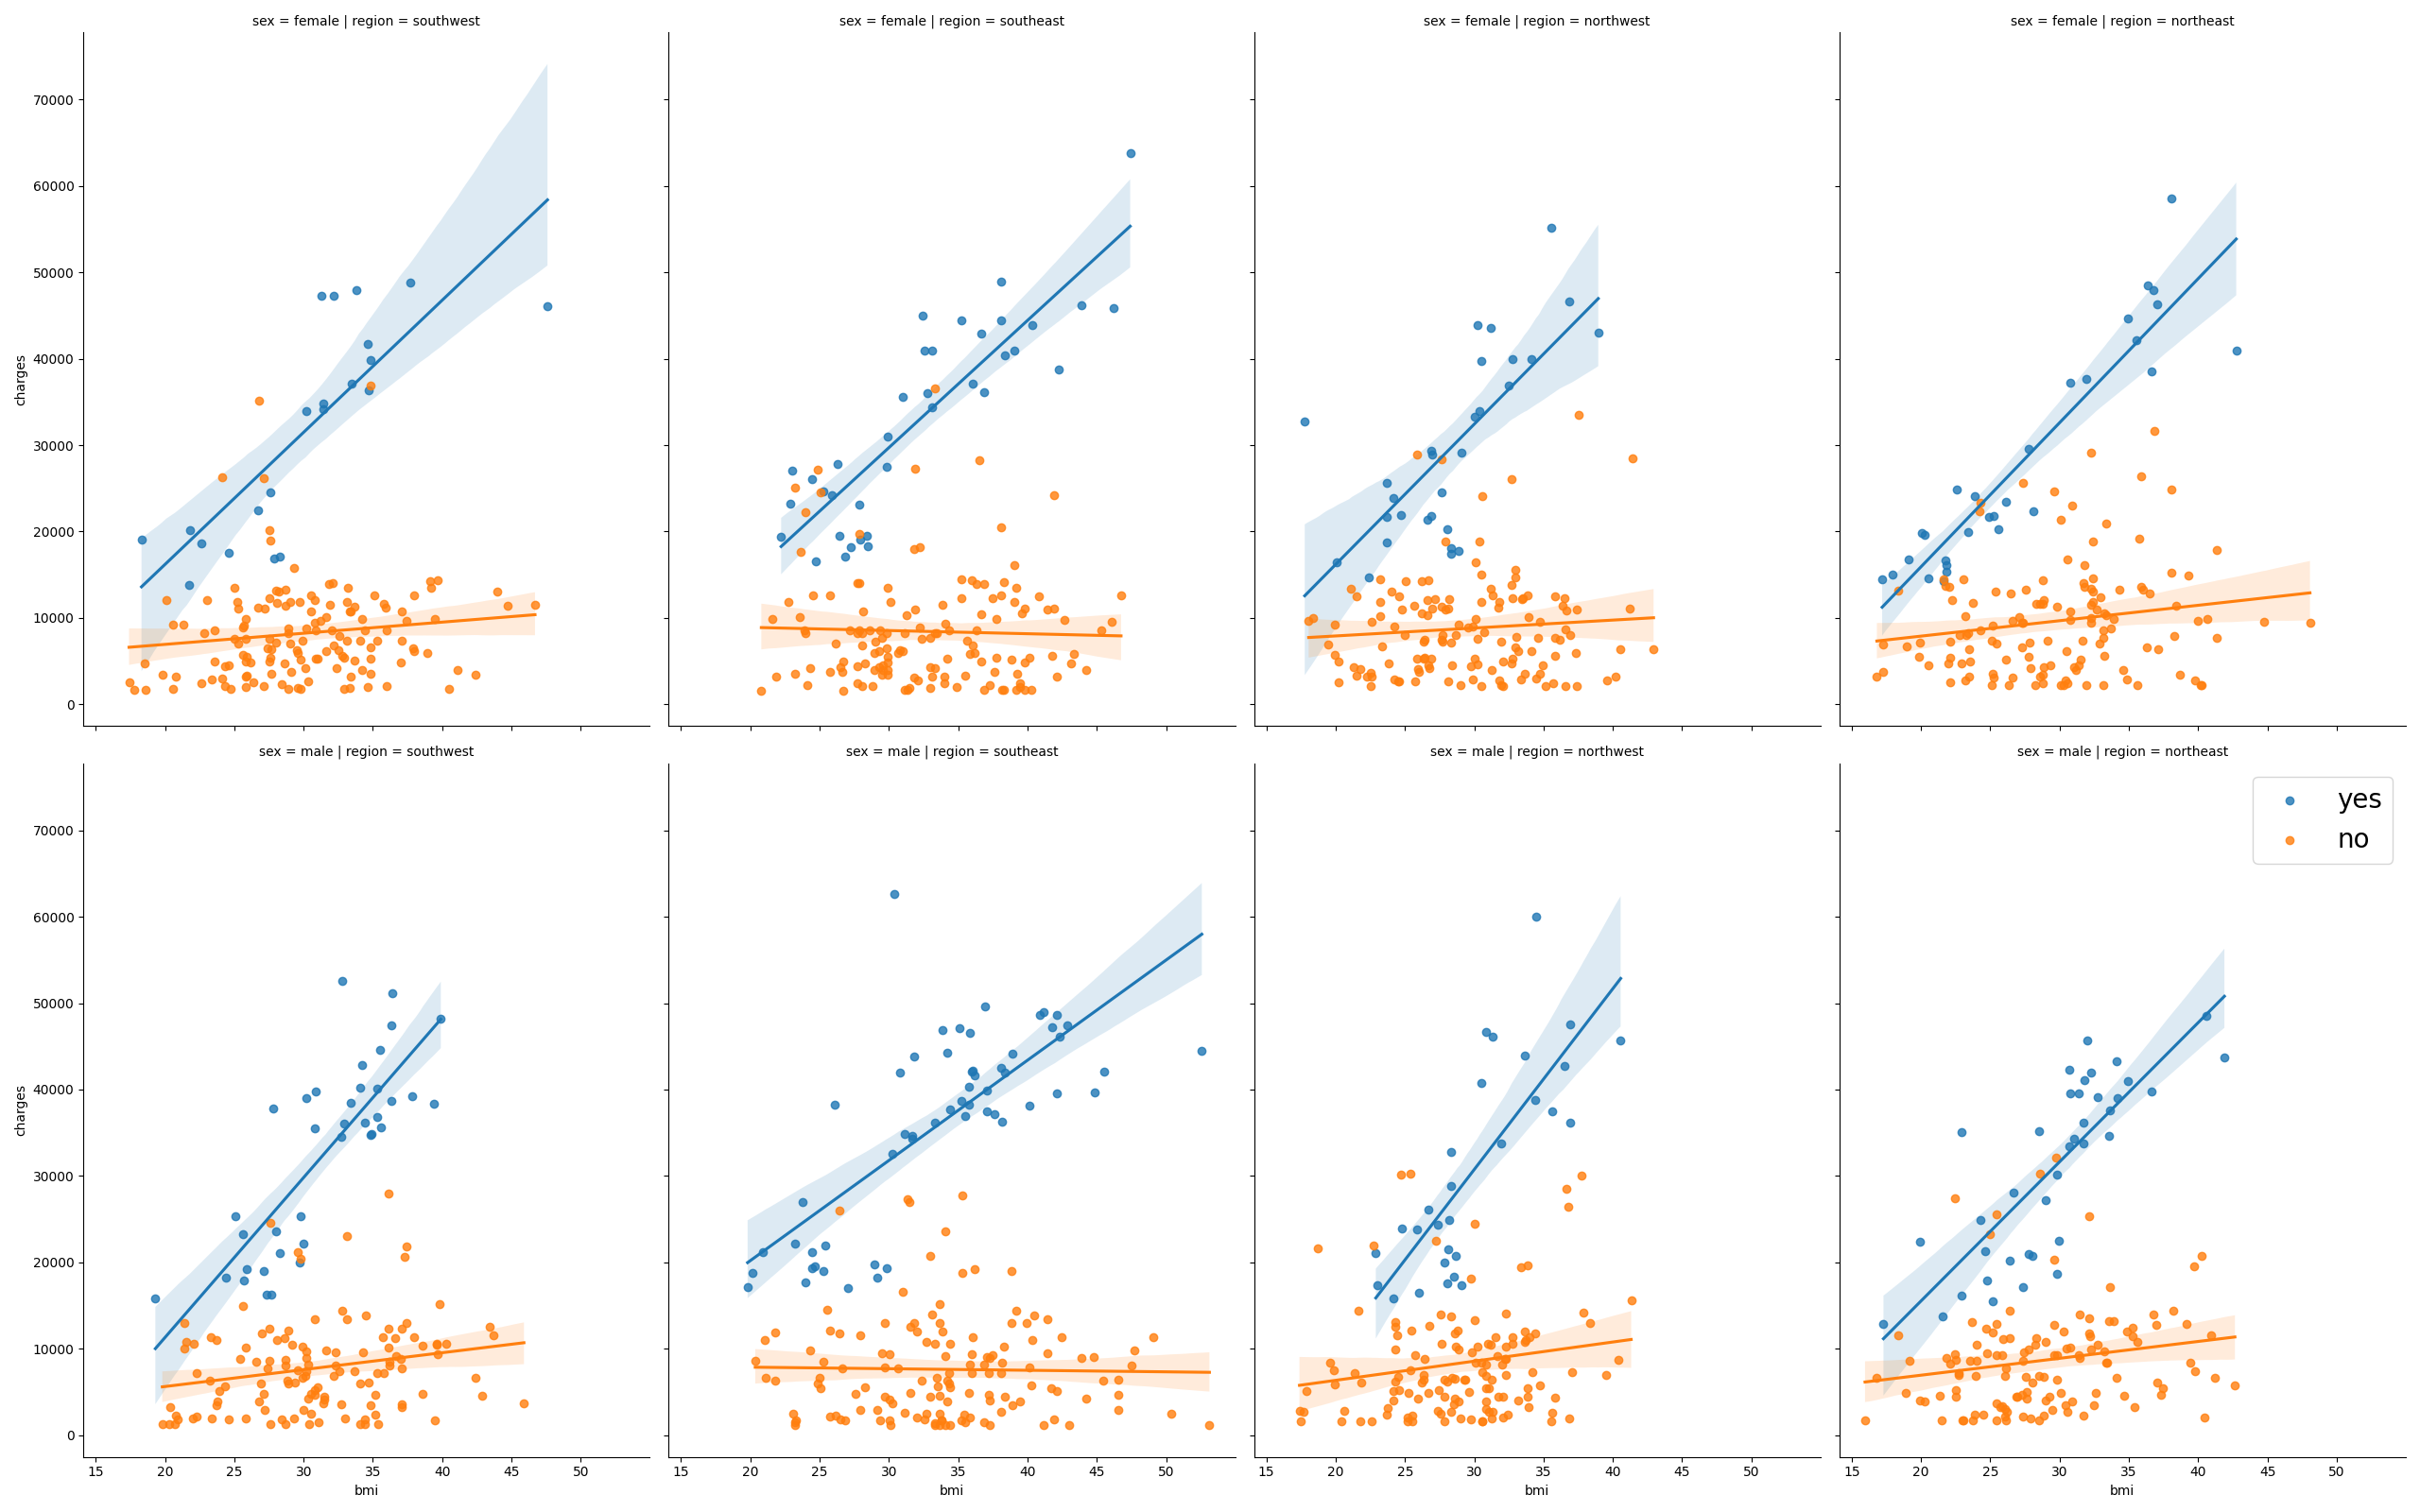 sex = female | region = southwest
sex = female | region = southeast
sex = female | region = northwest
sex = female | region = northeast
charges
70000
60000
50000
40000
30000
20000
10000
0
sex = male | region = southwest
sex = male | region = southeast
sex = male | region = northwest
sex = male | region = northeast
yes
no
charges
70000
60000
50000
40000
30000
20000
10000
0
15 20 25 30 35 40 45 50
15 20 25 30 35 40 45 50
15 20 25 30 35 40 45 50
15 20 25 30 35 40 45 50
bmi
bmi
bmi
bmi